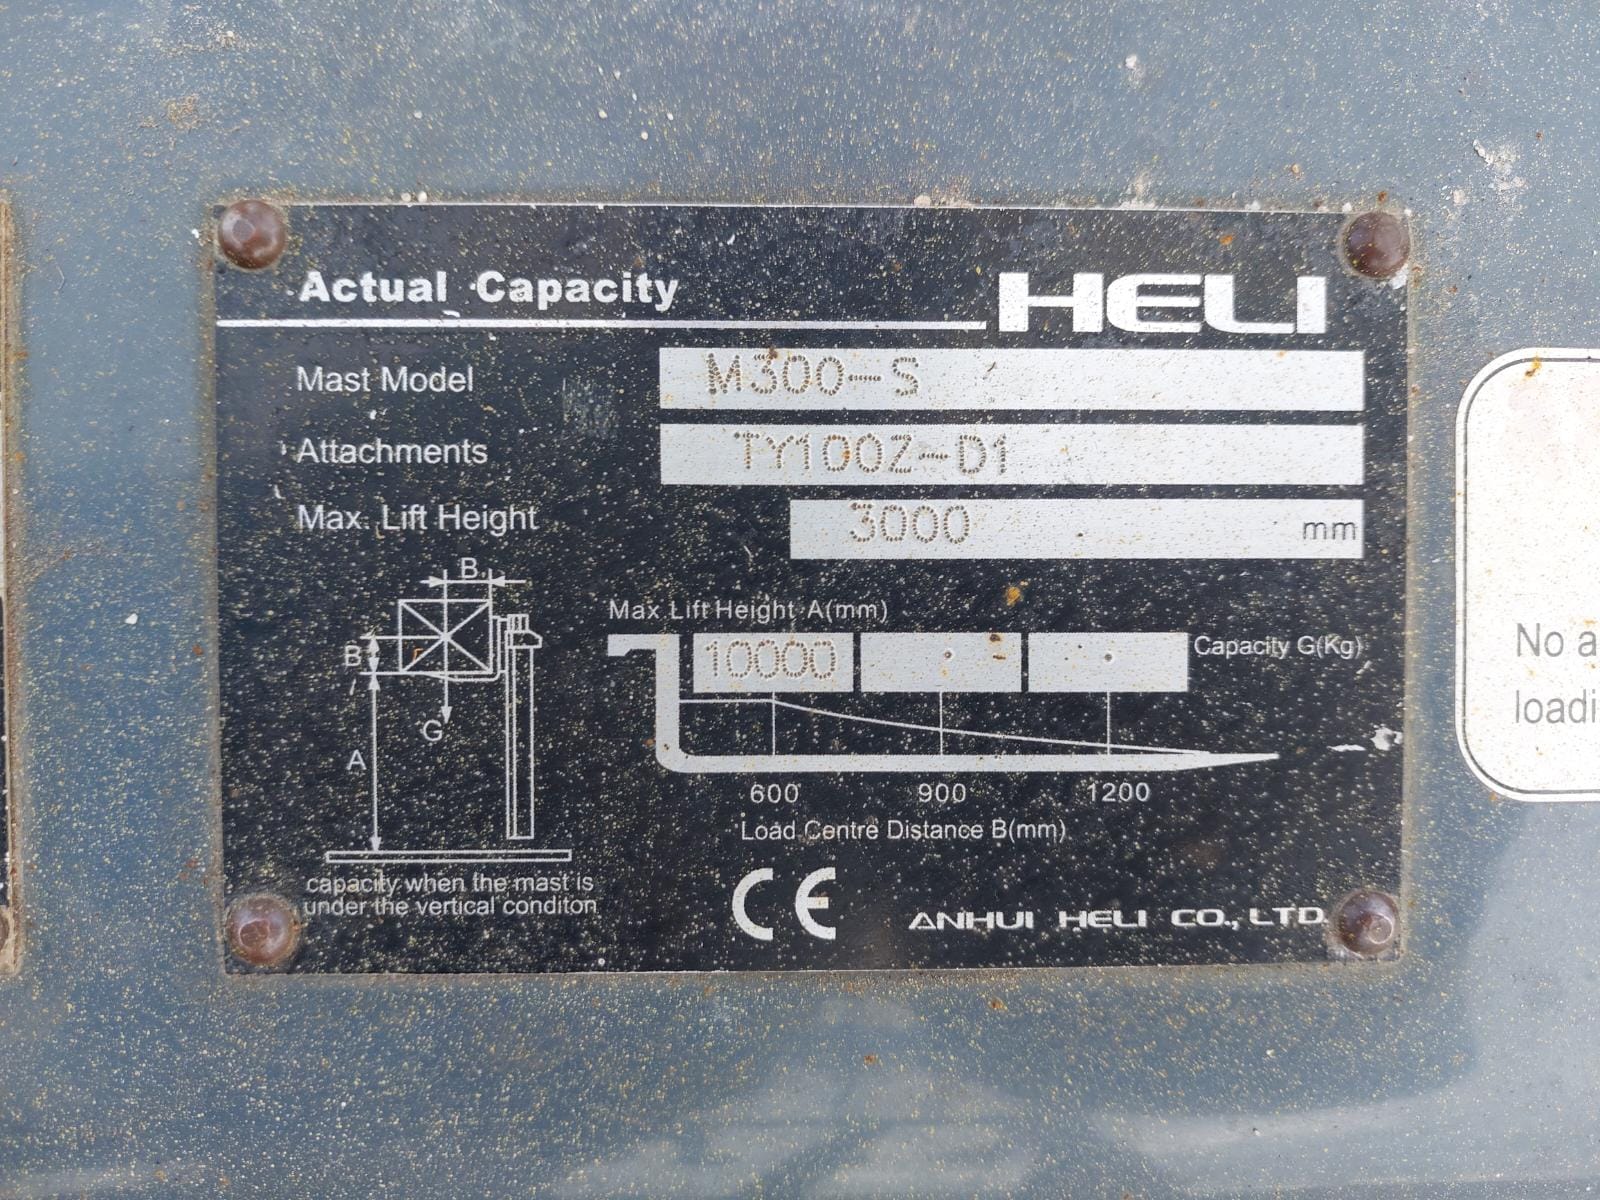 Actual Capacity HELI
Mast Model M300-S
Attachments TY100Z-D1
Max. Lift Height 3000 mm
B
B
G
A
Max.Lift Height A(mm)
10000 Capacity G(Kg)
600 900 1200
Load Centre Distance B(mm)
capacity when the mast is
under the vertical conditon
CE
ANHUI HELI CO., LTD.
No a
loadi